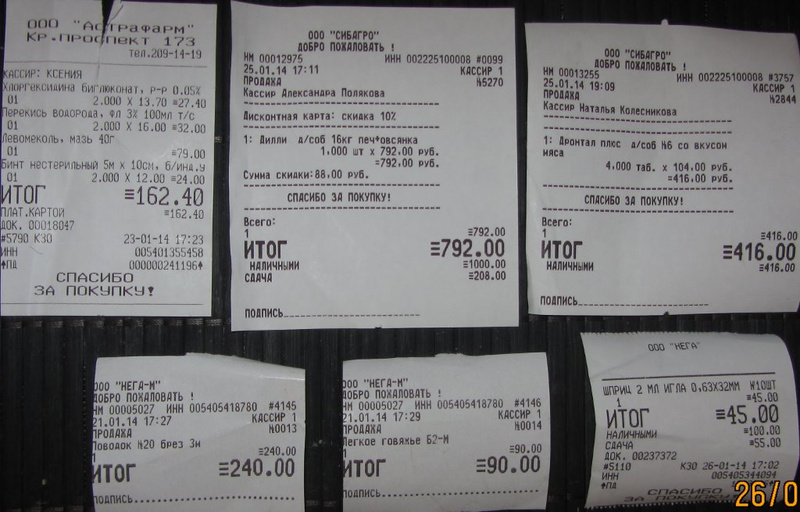 ООО "Астрафарм"
Кр.проспект 173
тел.209-14-19
КАССИР: КСЕНИЯ
Хлоргексидина биглюконат, р-р 0.05%
01 2.000 X 13.70 ≡27.40
Перекись водорода, фл 3% 100мл т/с
01 2.000 X 16.00 ≡32.00
Левомеколь, мазь 40г
01 ≡79.00
Бинт нестерильный 5м х 10см, б/инд.у
01 2.000 X 12.00 ≡24.00
ИТОГ ≡162.40
ПЛАТ.КАРТОЙ ≡162.40
ДОК. 00018047
#5790 К30 23-01-14 17:23
ИНН 005401355458
♦ПД 000000241196♦
СПАСИБО
ЗА ПОКУПКУ!
ООО "СИБАГРО"
ДОБРО ПОЖАЛОВАТЬ !
НМ 00012975 ИНН 002225100008 #0099
25.01.14 17:11 КАССИР 1
ПРОДАЖА №5270
Кассир Александра Полякова
Дисконтная карта: скидка 10%
1: Дилли д/соб 16кг печ+овсянка
1,000 шт X 792.00 руб.
=792.00 руб.
Сумма скидки:88.00 руб.
СПАСИБО ЗА ПОКУПКУ!
Всего:
1 ≡792.00
ИТОГ ≡792.00
НАЛИЧНЫМИ ≡1000.00
СДАЧА ≡208.00
ПОДПИСЬ
ООО "СИБАГРО"
ДОБРО ПОЖАЛОВАТЬ !
НМ 00013255 ИНН 002225100008 #3757
25.01.14 19:09 КАССИР 1
ПРОДАЖА №2844
Кассир Наталья Колесникова
1: Дронтал плюс д/соб №6 со вкусом
мяса
4,000 таб. X 104.00 руб.
=416.00 руб.
СПАСИБО ЗА ПОКУПКУ!
Всего:
1 ≡416.00
ИТОГ ≡416.00
НАЛИЧНЫМИ ≡416.00
ПОДПИСЬ
ООО "НЕГА-М"
ДОБРО ПОЖАЛОВАТЬ !
НМ 00005027 ИНН 005405418780 #4145
21.01.14 17:27 КАССИР 1
ПРОДАЖА №0013
Поводок №20 брез 3м
1 ≡240.00
ИТОГ ≡240.00
ПОДПИСЬ
ООО "НЕГА-М"
ДОБРО ПОЖАЛОВАТЬ !
НМ 00005027 ИНН 005405418780 #4146
21.01.14 17:29 КАССИР 1
ПРОДАЖА №0014
Легкое говяжье Б2-М
1 ≡90.00
ИТОГ ≡90.00
ПОДПИСЬ
ООО "НЕГА"
ШПРИЦ 2 МЛ ИГЛА 0,63Х32ММ №10ШТ
1 ≡45.00
ИТОГ ≡45.00
НАЛИЧНЫМИ ≡100.00
СДАЧА ≡55.00
ДОК. 00237372
#5110 К30 26-01-14 17:02
ИНН 005405344094
♦ПД
СПАСИБО
ЗА ПОКУПКУ
26/0